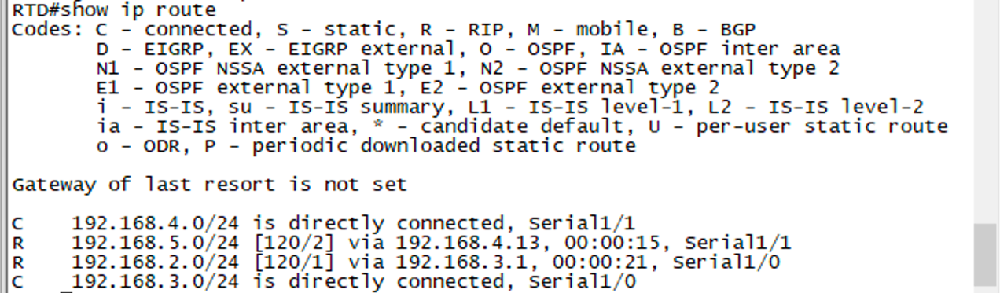 RTD#show ip route
Codes: C - connected, S - static, R - RIP, M - mobile, B - BGP
       D - EIGRP, EX - EIGRP external, O - OSPF, IA - OSPF inter area
       N1 - OSPF NSSA external type 1, N2 - OSPF NSSA external type 2
       E1 - OSPF external type 1, E2 - OSPF external type 2
       i - IS-IS, su - IS-IS summary, L1 - IS-IS level-1, L2 - IS-IS level-2
       ia - IS-IS inter area, * - candidate default, U - per-user static route
       o - ODR, P - periodic downloaded static route
Gateway of last resort is not set
C    192.168.4.0/24 is directly connected, Serial1/1
R    192.168.5.0/24 [120/2] via 192.168.4.13, 00:00:15, Serial1/1
R    192.168.2.0/24 [120/1] via 192.168.3.1, 00:00:21, Serial1/0
C    192.168.3.0/24 is directly connected, Serial1/0